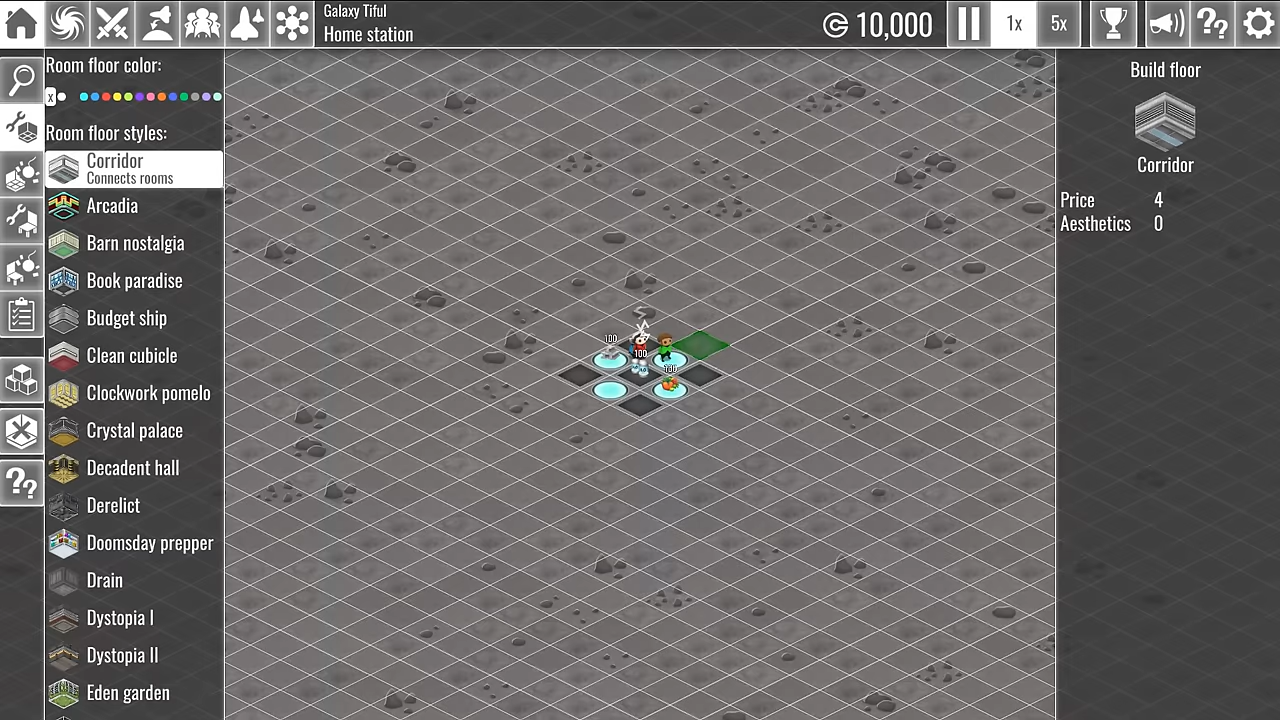 Galaxy Tiful
Home station
10,000
1x
5x
??
Room floor color:
x
Room floor styles:
Corridor
Connects rooms
Arcadia
Barn nostalgia
Book paradise
Budget ship
Clean cubicle
Clockwork pomelo
Crystal palace
Decadent hall
Derelict
Doomsday prepper
Drain
Dystopia I
Dystopia II
Eden garden
??
100
100
100
Build floor
Corridor
Price 4
Aesthetics 0